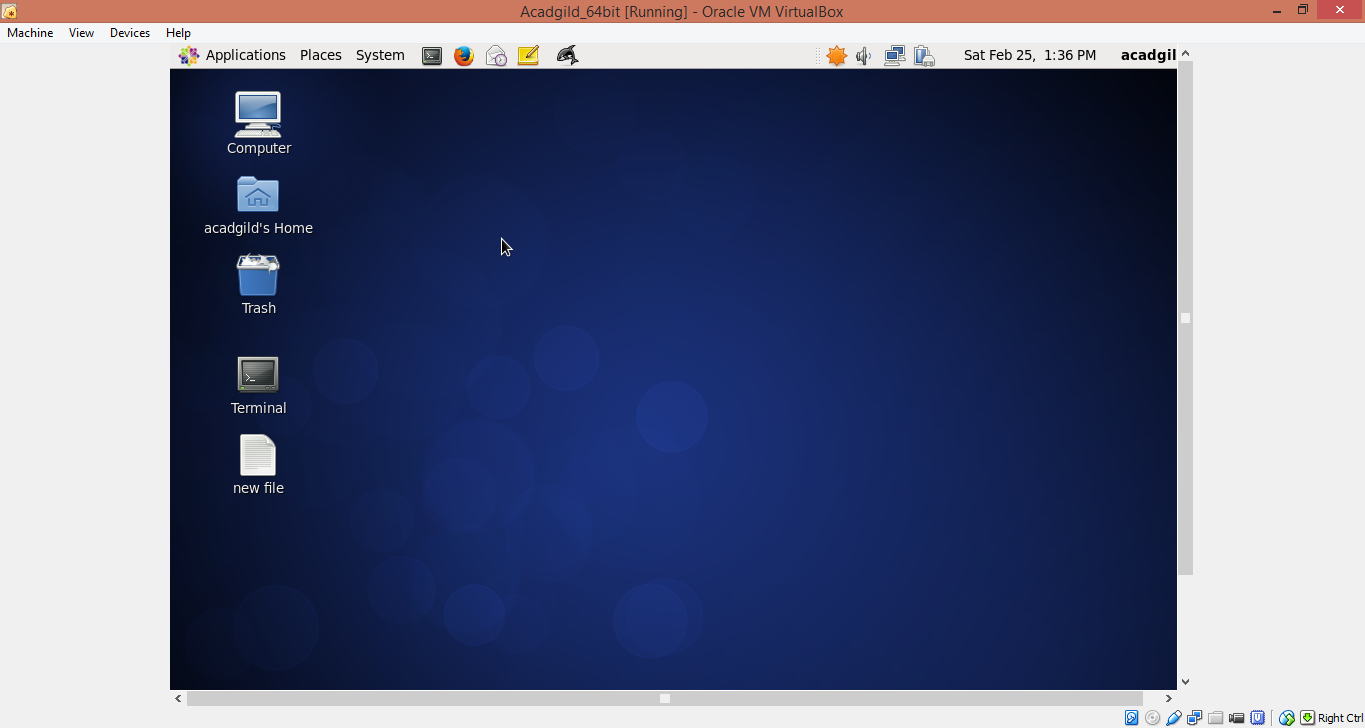 Acadgild_64bit [Running] - Oracle VM VirtualBox
Machine View Devices Help
Applications Places System Sat Feb 25, 1:36 PM acadgil
Computer
acadgild's Home
Trash
Terminal
new file
Right Ctrl